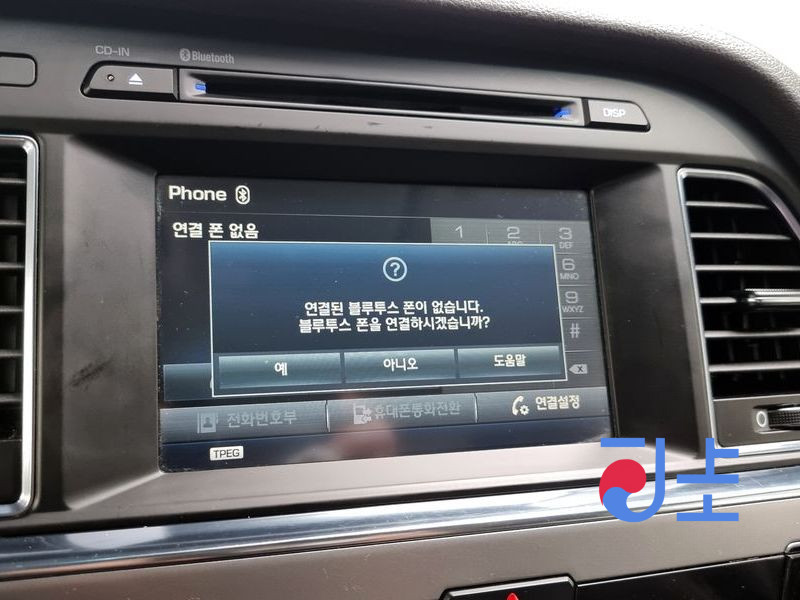 CD-IN
Bluetooth
DISP
Phone
연결 폰 없음
1 2 3
ABC DEF
연결된 블루투스 폰이 없습니다.
블루투스 폰을 연결하시겠습니까?
6
MNO
9
WXYZ
#
예 아니오 도움말
X
전화번호부 휴대폰통화전환 연결설정
TPEG
0